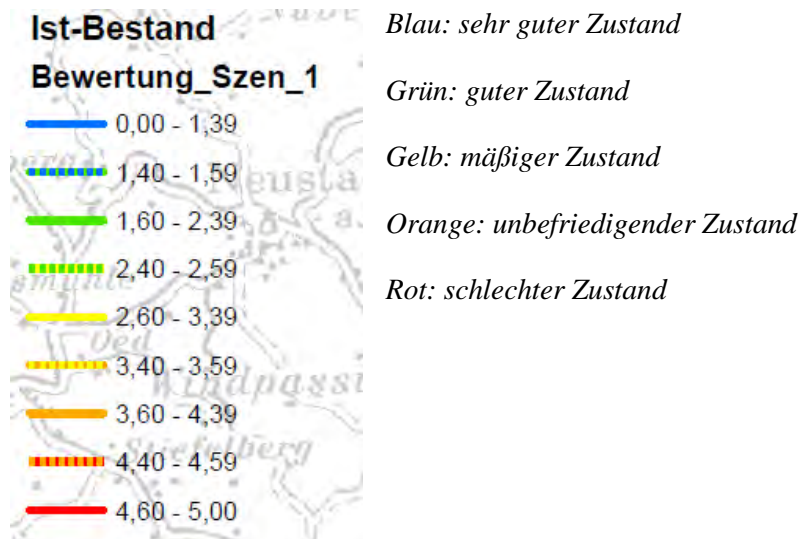 Ist-Bestand
Bewertung_Szen_1
0,00 - 1,39
1,40 - 1,59
1,60 - 2,39
2,40 - 2,59
2,60 - 3,39
3,40 - 3,59
3,60 - 4,39
4,40 - 4,59
4,60 - 5,00
Oed
Stiefelberg
Blau: sehr guter Zustand
Grün: guter Zustand
Gelb: mäßiger Zustand
Orange: unbefriedigender Zustand
Rot: schlechter Zustand